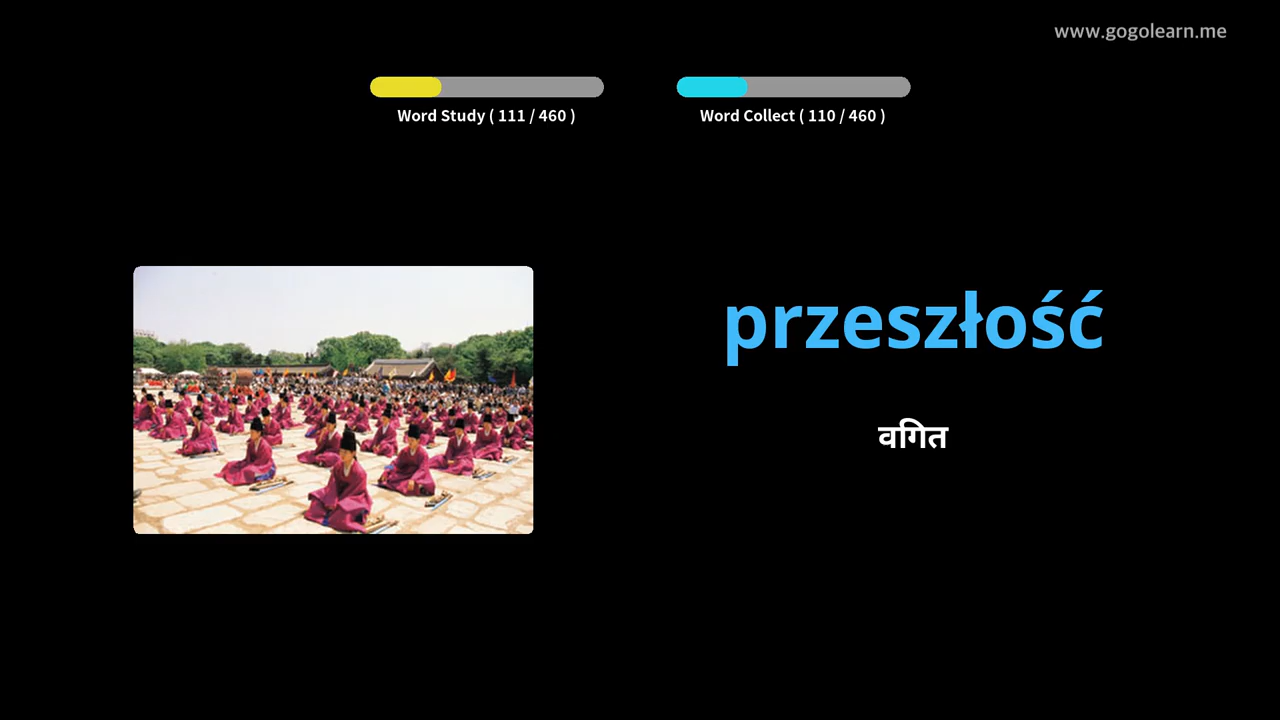 www.gogolearn.me
Word Study ( 111 / 460 )
Word Collect ( 110 / 460 )
przeszłość
वगित